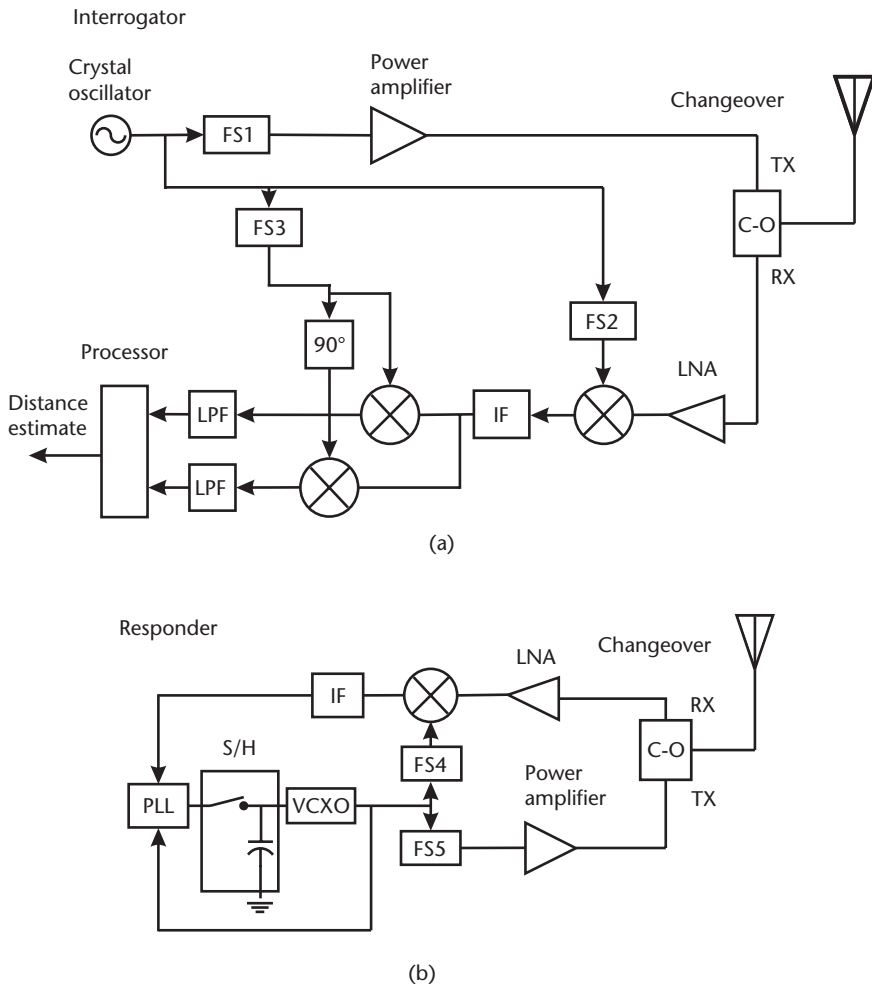 Interrogator
Crystal
oscillator
Power
amplifier
Changeover
FS1
TX
FS3
C-O
RX
FS2
90°
Processor
LNA
Distance
estimate
LPF
IF
LPF
(a)
Responder
LNA
Changeover
IF
RX
S/H
FS4
C-O
Power
amplifier
PLL
VCXO
TX
FS5
(b)